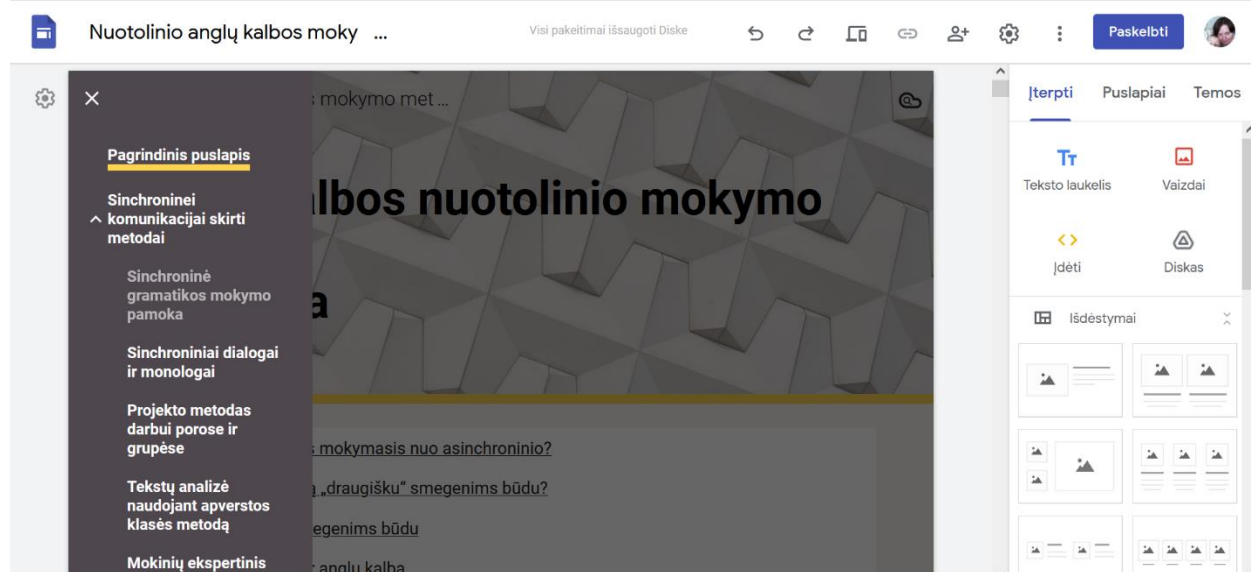 Nuotolinio anglų kalbos moky ...
Visi pakeitimai išsaugoti Diske
Paskelbti
Pagrindinis puslapis
Sinchroninei
komunikacijai skirti
metodai
Sinchroninė
gramatikos mokymo
pamoka
Sinchroniniai dialogai
ir monologai
Projekto metodas
darbui porose ir
grupėse
Tekstų analizė
naudojant apverstos
klasės metodą
Mokinių ekspertinis
mokymo met ...
lbos nuotolinio mokymo
a
mokymasis nuo asinchroninio?
„draugišku“ smegenims būdu?
egenims būdu
anglų kalba
Įterpti Puslapiai Temos
Teksto laukelis Vaizdai
Įdėti Diskas
Išdėstymai